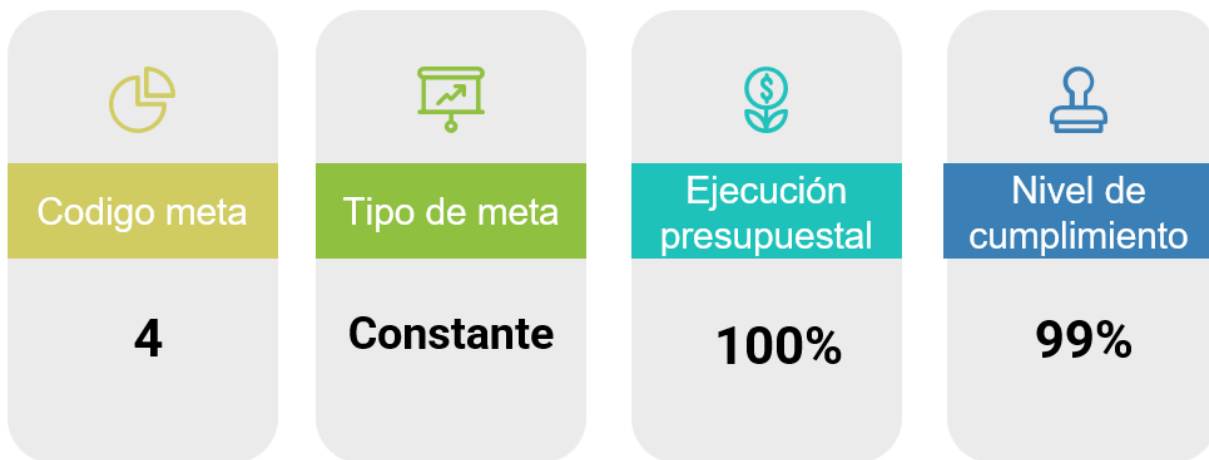 Codigo meta
4
Tipo de meta
Constante
Ejecución
presupuestal
100%
Nivel de
cumplimiento
99%